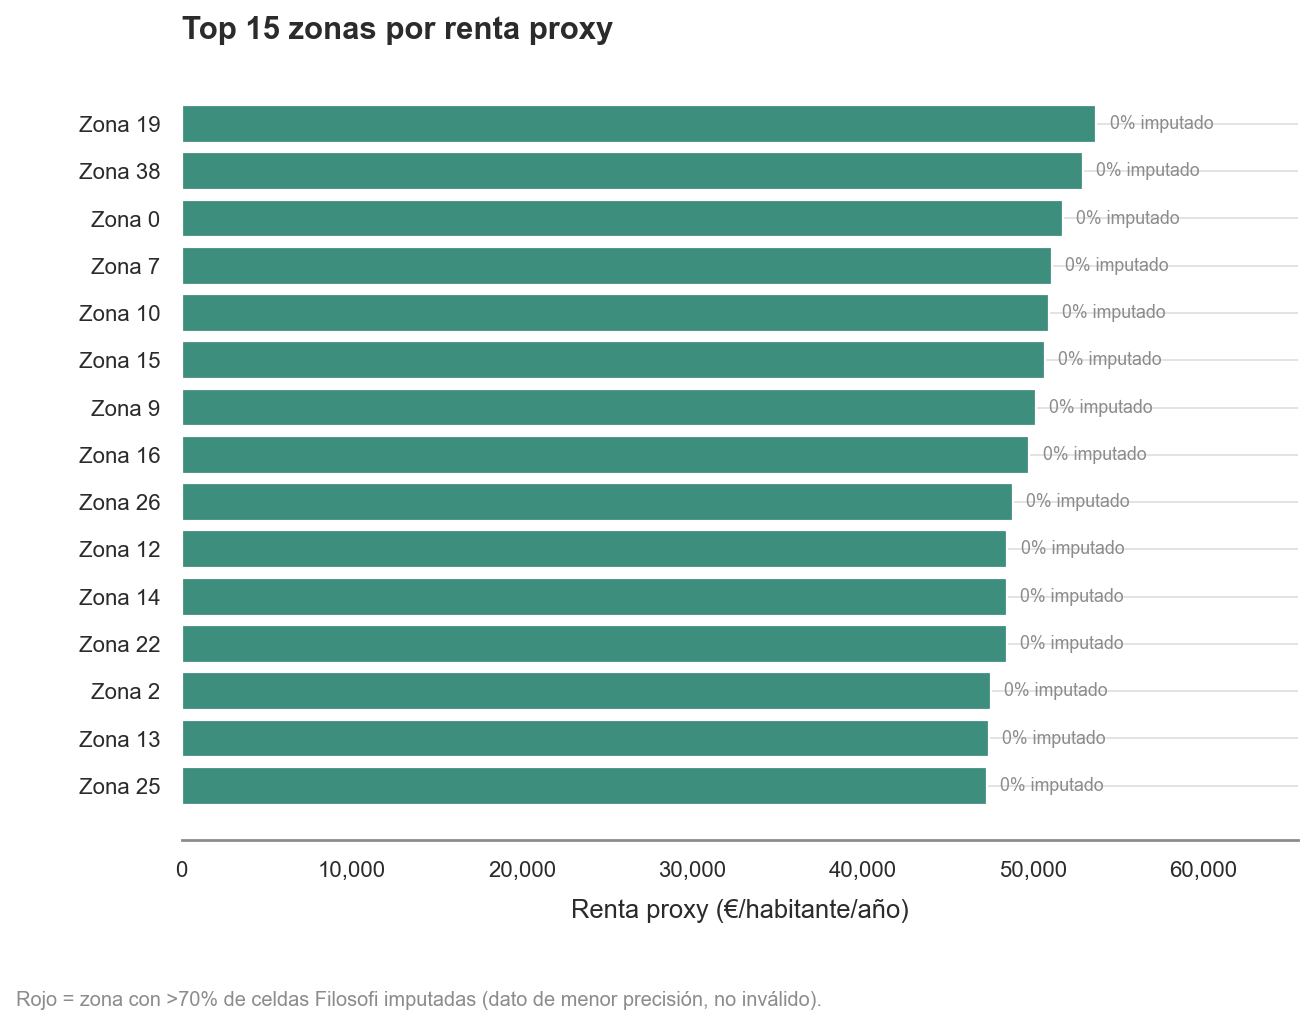 Top 15 zonas por renta proxy
Zona 19 0% imputado
Zona 38 0% imputado
Zona 0 0% imputado
Zona 7 0% imputado
Zona 10 0% imputado
Zona 15 0% imputado
Zona 9 0% imputado
Zona 16 0% imputado
Zona 26 0% imputado
Zona 12 0% imputado
Zona 14 0% imputado
Zona 22 0% imputado
Zona 2 0% imputado
Zona 13 0% imputado
Zona 25 0% imputado
0 10,000 20,000 30,000 40,000 50,000 60,000
Renta proxy (€/habitante/año)
Rojo = zona con >70% de celdas Filosofi imputadas (dato de menor precisión, no inválido).